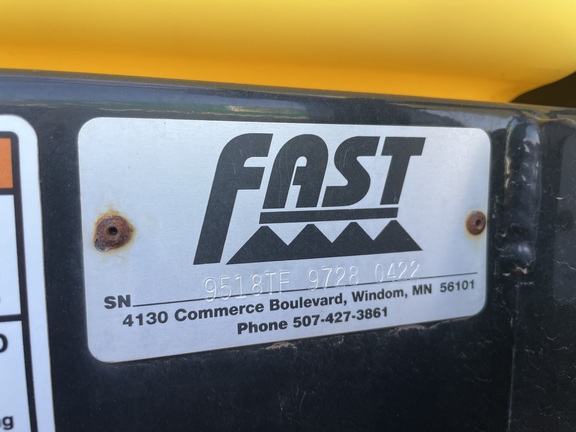 FAST
SN 9518TF 9728 0422
4130 Commerce Boulevard, Windom, MN 56101
Phone 507-427-3861